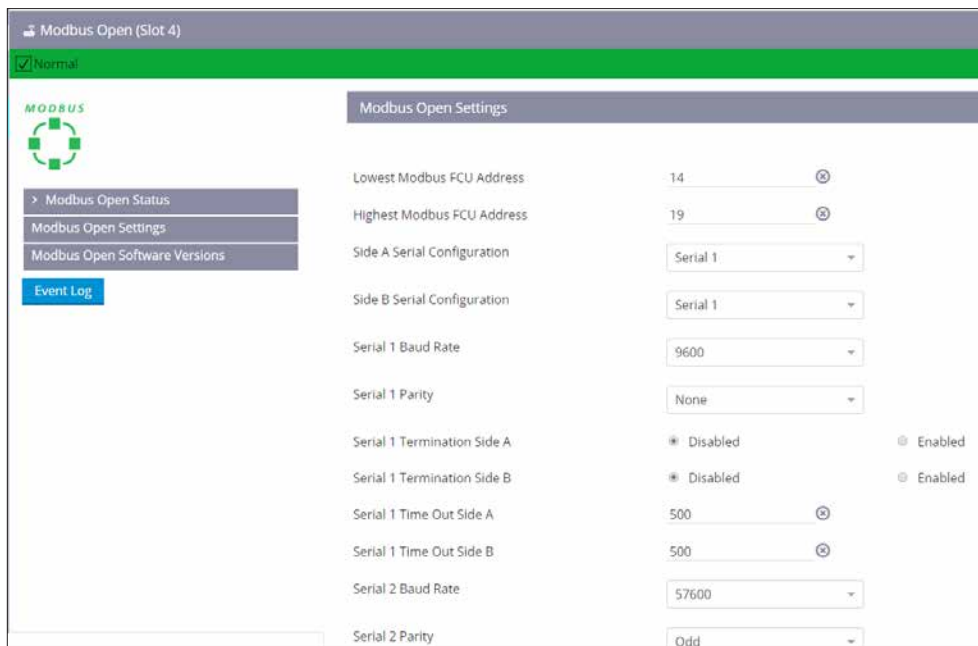 Modbus Open (Slot 4)
Normal
MODBUS
> Modbus Open Status
Modbus Open Settings
Modbus Open Software Versions
Event Log
Modbus Open Settings
Lowest Modbus FCU Address 14
Highest Modbus FCU Address 19
Side A Serial Configuration Serial 1
Side B Serial Configuration Serial 1
Serial 1 Baud Rate 9600
Serial 1 Parity None
Serial 1 Termination Side A Disabled Enabled
Serial 1 Termination Side B Disabled Enabled
Serial 1 Time Out Side A 500
Serial 1 Time Out Side B 500
Serial 2 Baud Rate 57600
Serial 2 Parity Odd